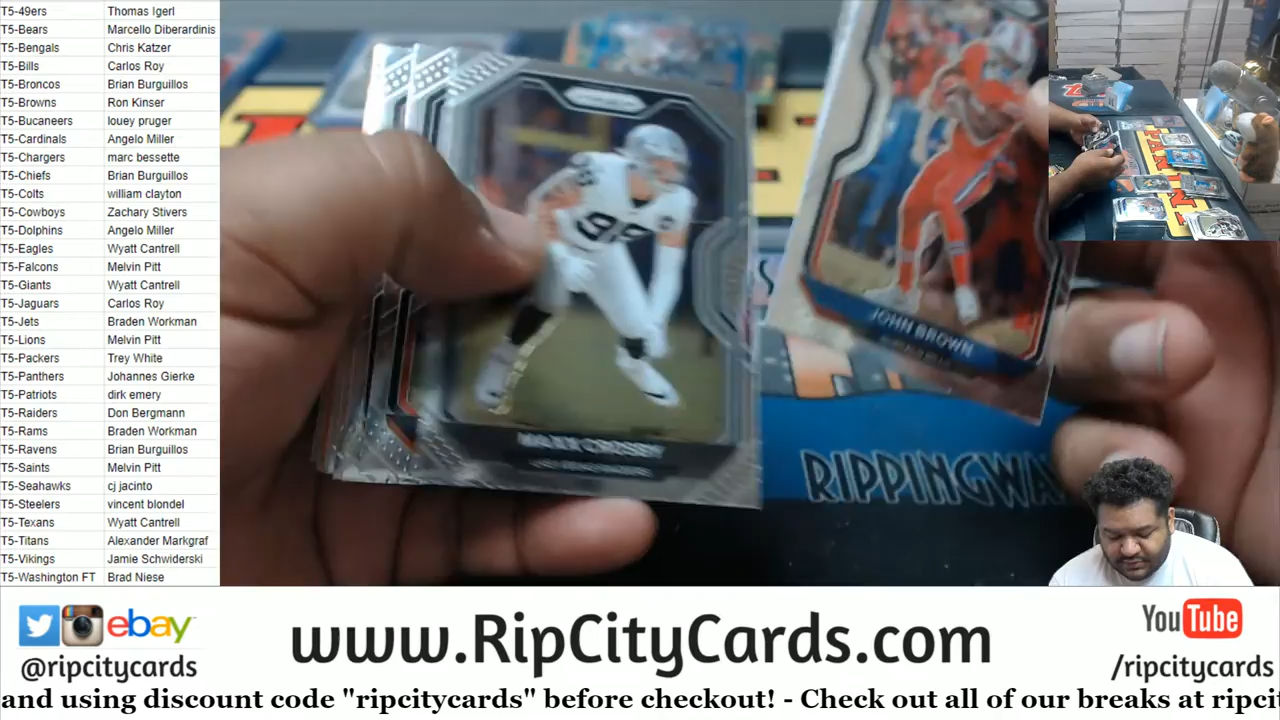 T5-49ers Thomas Igerl
T5-Bears Marcello Diberardinis
T5-Bengals Chris Katzer
T5-Bills Carlos Roy
T5-Broncos Brian Burguillos
T5-Browns Ron Kinser
T5-Bucaneers louey pruger
T5-Cardinals Angelo Miller
T5-Chargers marc bessette
T5-Chiefs Brian Burguillos
T5-Colts william clayton
T5-Cowboys Zachary Stivers
T5-Dolphins Angelo Miller
T5-Eagles Wyatt Cantrell
T5-Falcons Melvin Pitt
T5-Giants Wyatt Cantrell
T5-Jaguars Carlos Roy
T5-Jets Braden Workman
T5-Lions Melvin Pitt
T5-Packers Trey White
T5-Panthers Johannes Gierke
T5-Patriots dirk emery
T5-Raiders Don Bergmann
T5-Rams Braden Workman
T5-Ravens Brian Burguillos
T5-Saints Melvin Pitt
T5-Seahawks cj jacinto
T5-Steelers vincent blondel
T5-Texans Wyatt Cantrell
T5-Titans Alexander Markgraf
T5-Vikings Jamie Schwiderski
T5-Washington FT Brad Niese
MAXX CROSBY
JOHN BROWN
RIPPINGWA
PANINI
ebay
@ripcitycards
www.RipCityCards.com
YouTube
/ripcitycards
and using discount code "ripcitycards" before checkout! - Check out all of our breaks at ripci